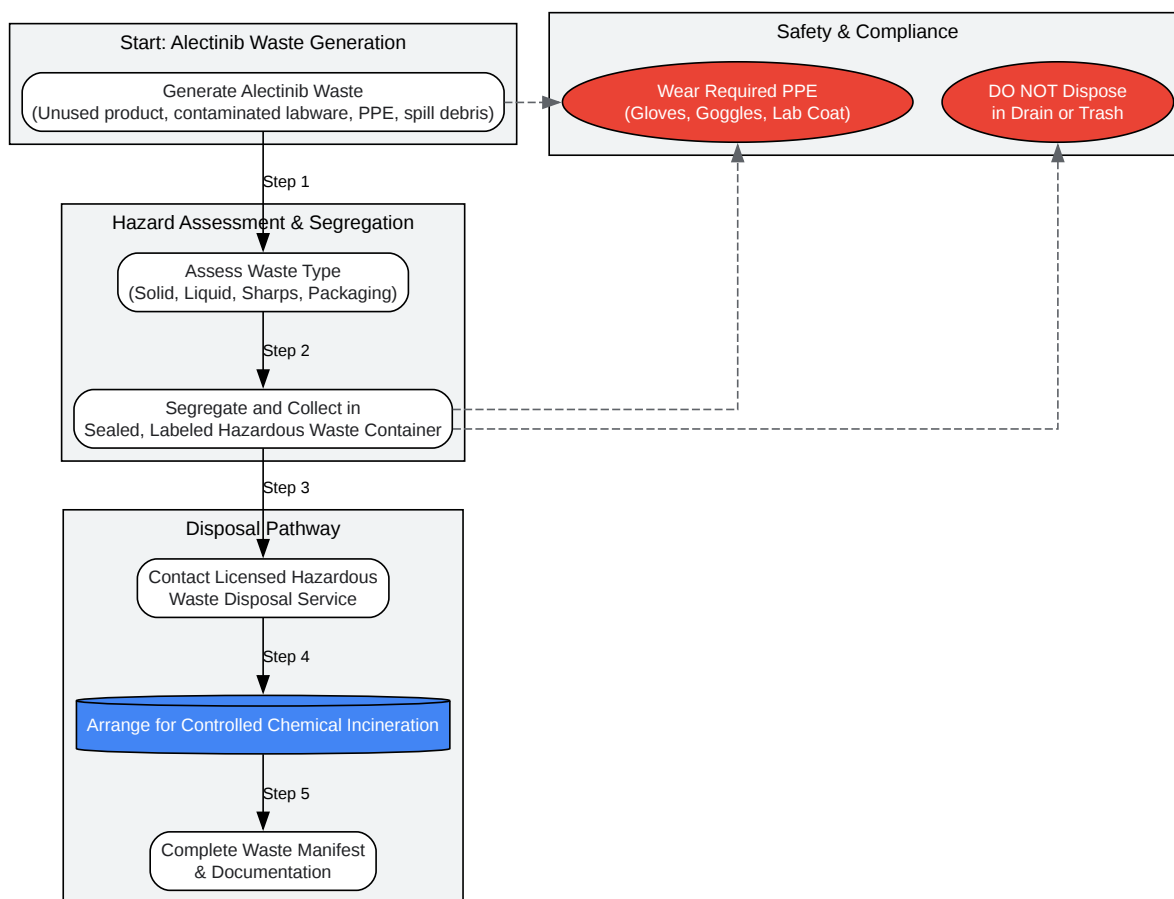 Start: Alectinib Waste Generation
Generate Alectinib Waste
(Unused product, contaminated labware, PPE, spill debris)
Safety & Compliance
Wear Required PPE
(Gloves, Goggles, Lab Coat)
DO NOT Dispose
in Drain or Trash
Step 1
Hazard Assessment & Segregation
Assess Waste Type
(Solid, Liquid, Sharps, Packaging)
Step 2
Segregate and Collect in
Sealed, Labeled Hazardous Waste Container
Step 3
Disposal Pathway
Contact Licensed Hazardous
Waste Disposal Service
Step 4
Arrange for Controlled Chemical Incineration
Step 5
Complete Waste Manifest
& Documentation